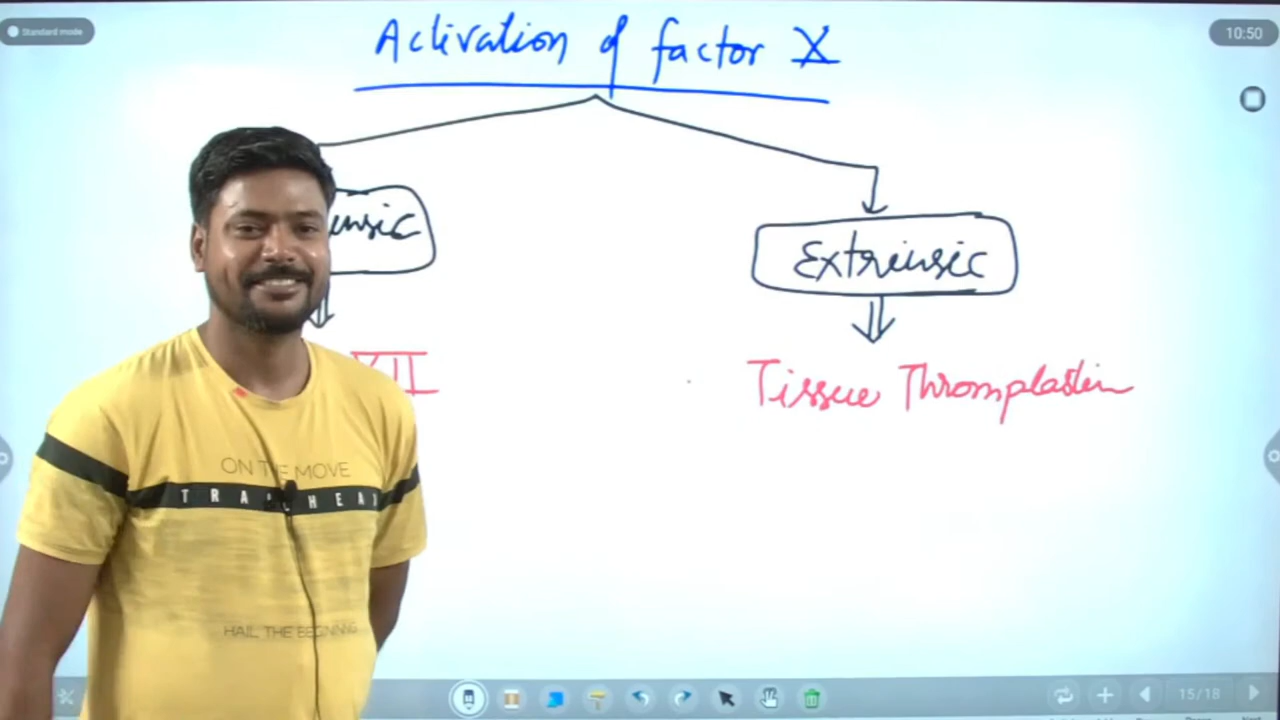 Standard mode
10:50
Activation of factor X
Extrinsic
Tissue Thromplastin
ON THE MOVE
HAIL THE BEGINNING
15/18